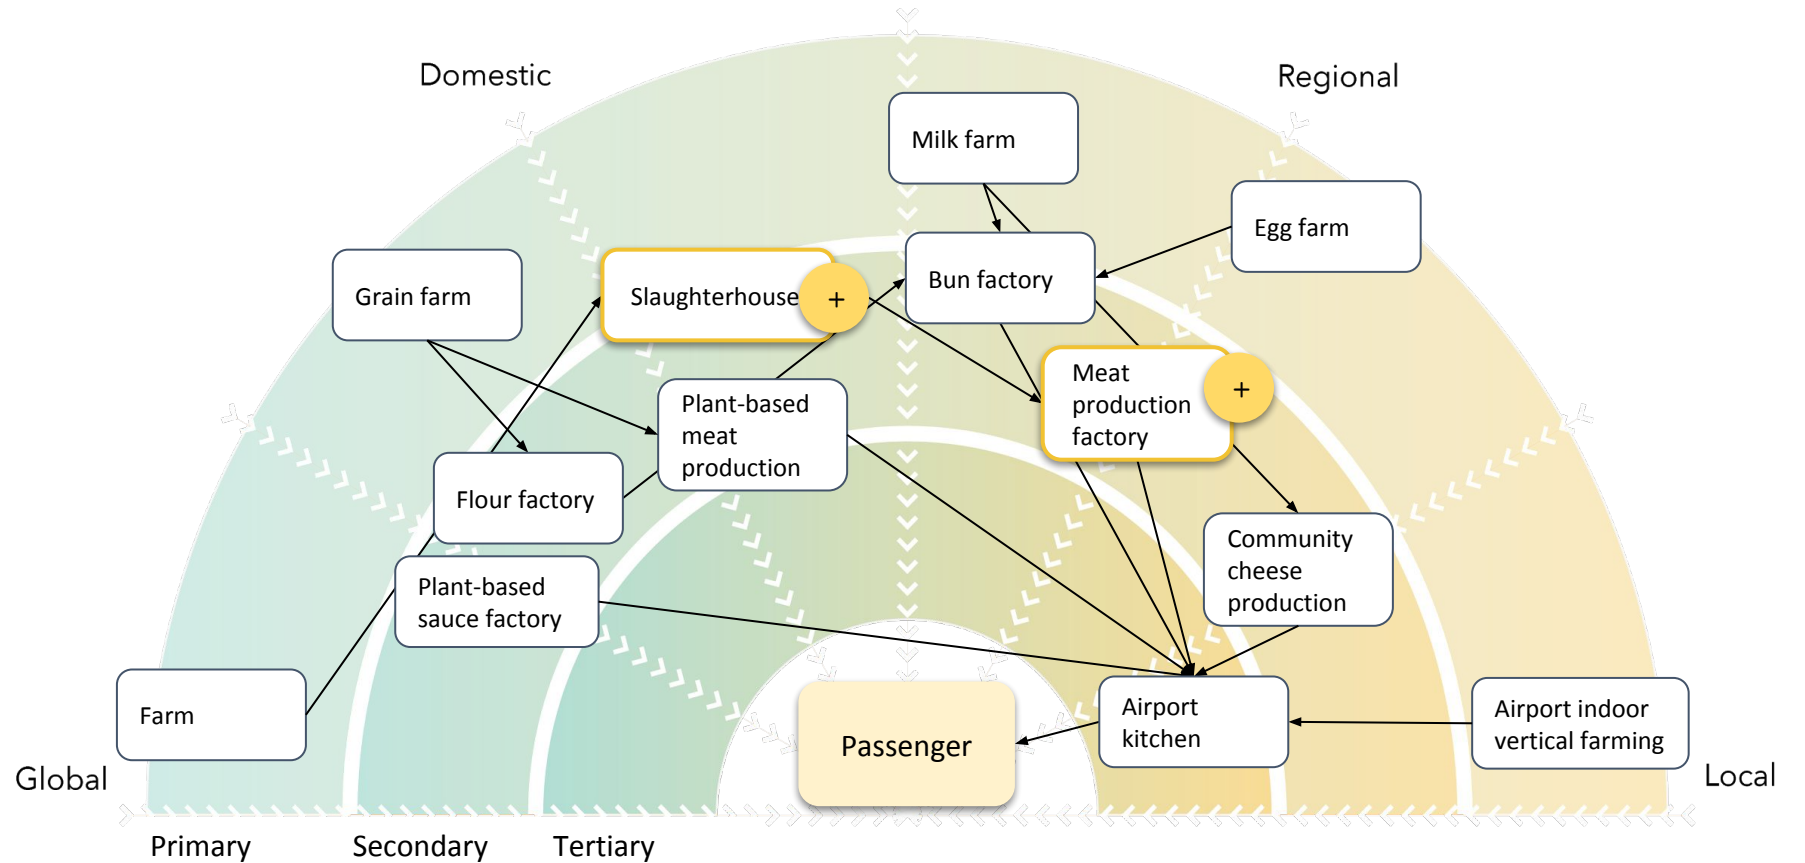 Domestic
Regional
Milk farm
Egg farm
Grain farm
Slaughterhouse
+
Bun factory
Plant-based
meat
production
Meat
production
factory
+
Flour factory
Community
cheese
production
Plant-based
sauce factory
Farm
Passenger
Airport
kitchen
Airport indoor
vertical farming
Global
Local
Primary
Secondary
Tertiary